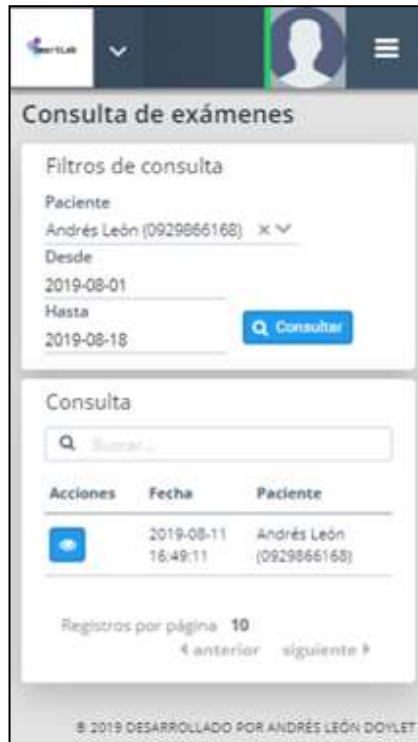 SmartLab
Consulta de exámenes
Filtros de consulta
Paciente
Andrés León (0929866168)
Desde
2019-08-01
Hasta
2019-08-18
Consultar
Consulta
Buscar...
Acciones Fecha Paciente
2019-08-11 Andrés León
16:49:11 (0929866168)
Registros por página 10
anterior siguiente
© 2019 DESARROLLADO POR ANDRÉS LEÓN DOYLET